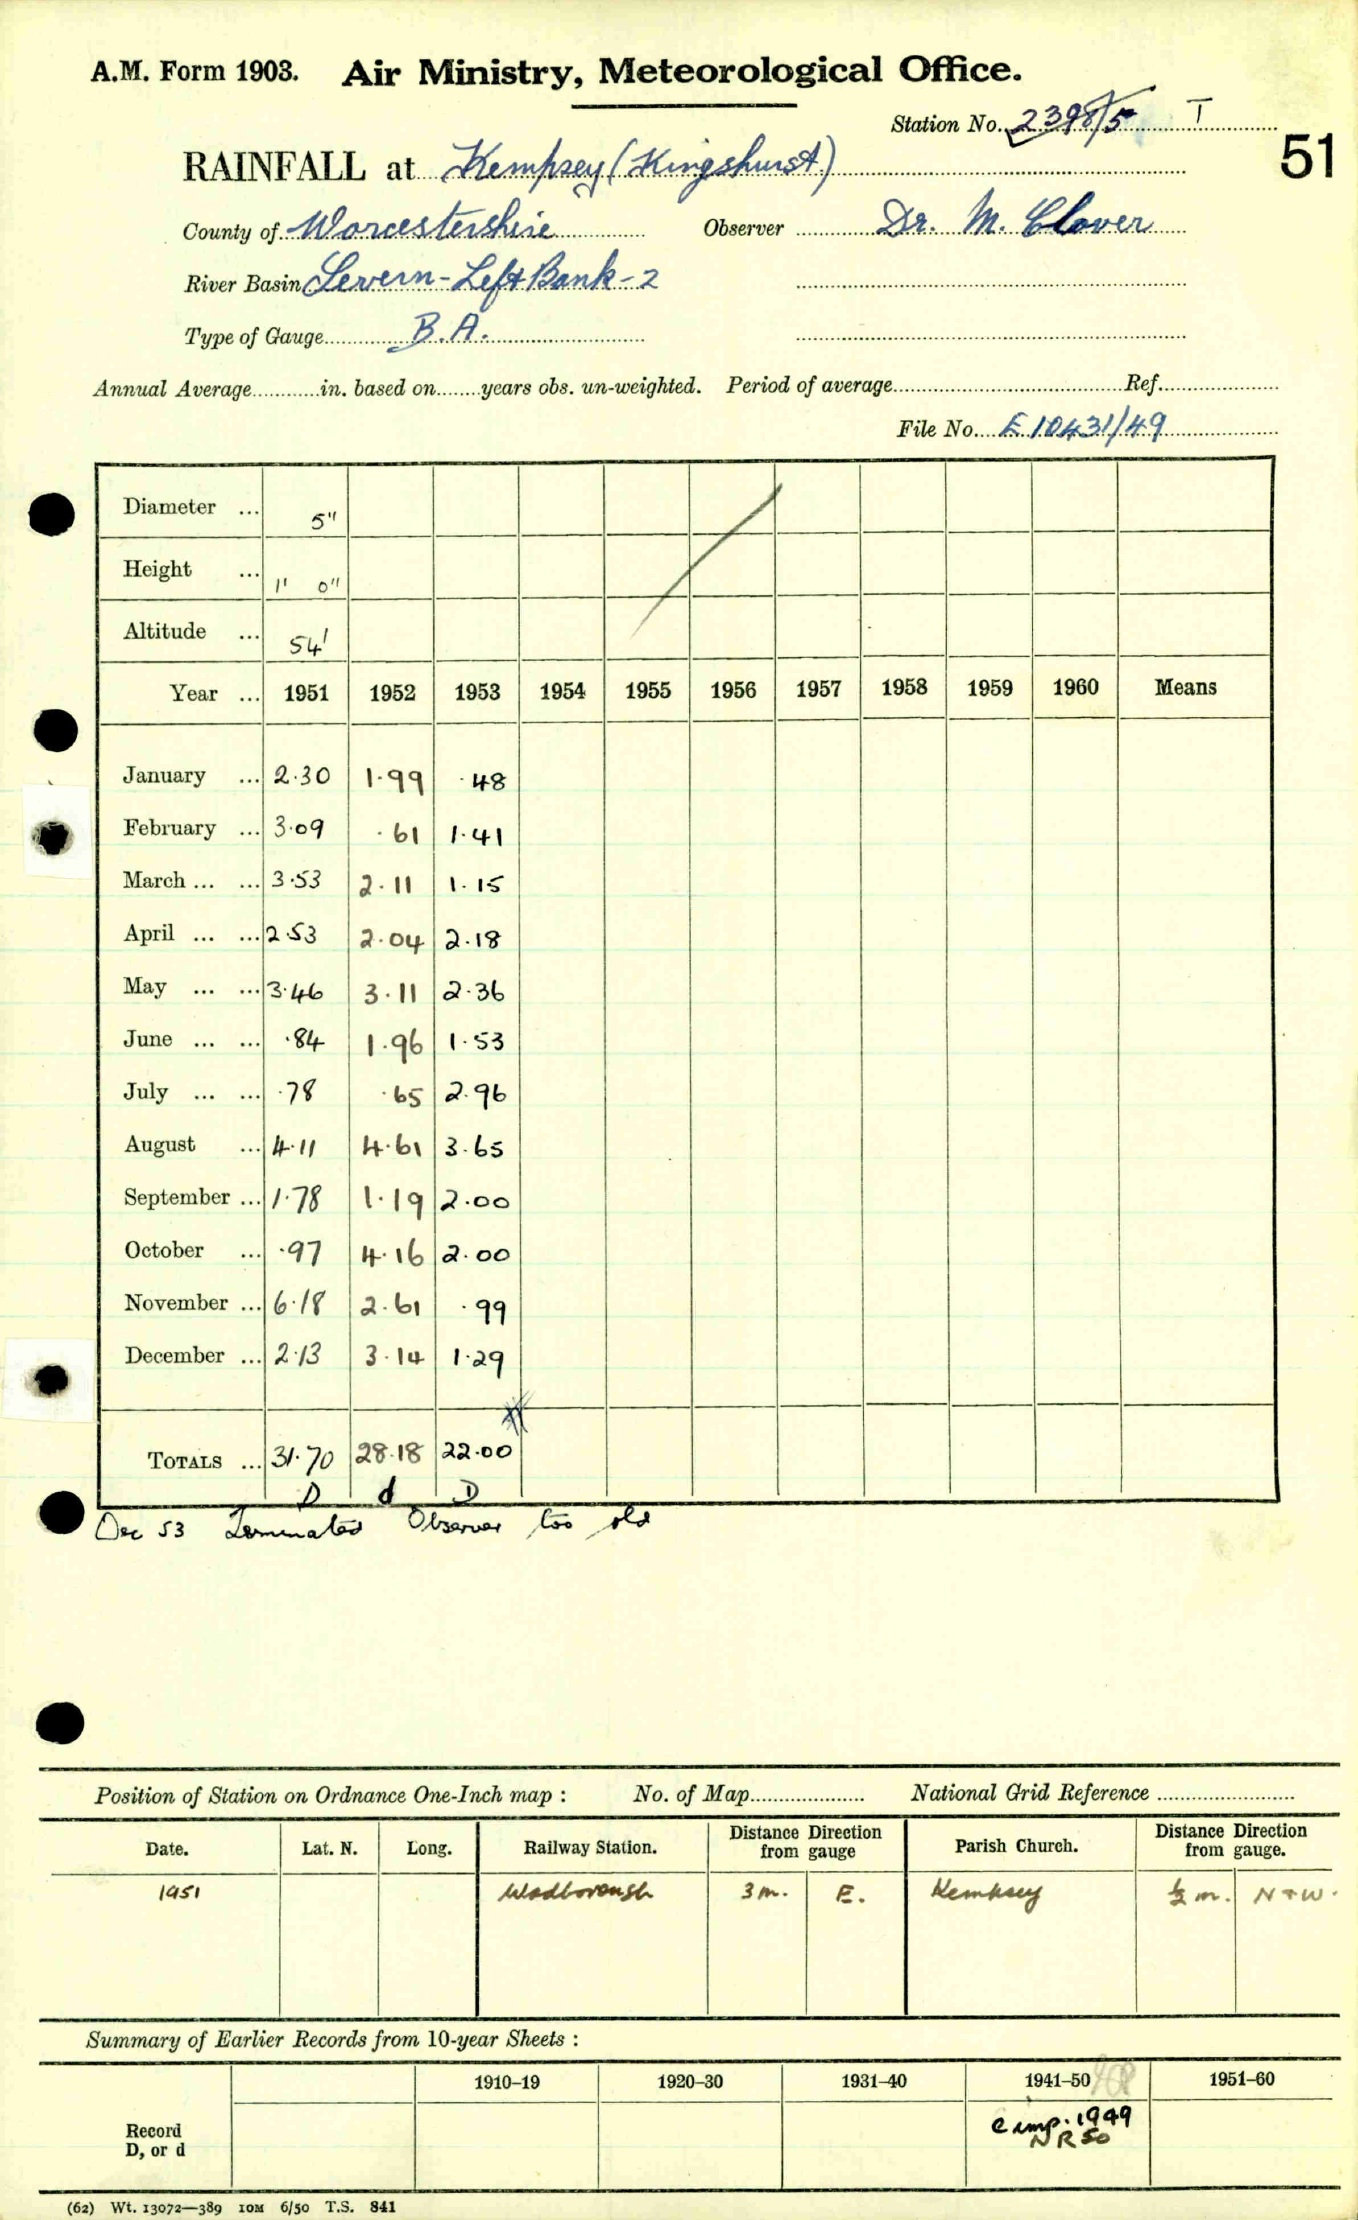 A.M. Form 1903. Air Ministry, Meteorological Office.
Station No. 2398/5 T
51
RAINFALL at Kempsey (Kingshurst)
County of Worcestershire Observer Dr. M. Clover
River Basin Severn - Left Bank - 2
Type of Gauge B.A.
Annual Average in. based on years obs. un-weighted. Period of average Ref.
File No. E 10431/49
Diameter ... 5"
Height ... 1' 0"
Altitude ... 54'
Year ... 1951 1952 1953 1954 1955 1956 1957 1958 1959 1960 Means
January ... 2.30 1.99 .48
February ... 3.09 .61 1.41
March ... ... 3.53 2.11 1.15
April ... ... 2.53 2.04 2.18
May ... ... 3.46 3.11 2.36
June ... ... .84 1.96 1.53
July ... ... .78 .65 2.96
August ... 4.11 4.61 3.65
September ... 1.78 1.19 2.00
October ... .97 4.16 2.00
November ... 6.18 2.61 .99
December ... 2.13 3.14 1.29
TOTALS ... 31.70 28.18 22.00
D d D
Dec 53 Terminated Observer too old
Position of Station on Ordnance One-Inch map : No. of Map National Grid Reference
Date. Lat. N. Long. Railway Station. Distance from Direction gauge Parish Church. Distance from Direction gauge.
1951 Wadborough 3 m. E. Kempsey ½ m. N + W.
Summary of Earlier Records from 10-year Sheets :
1910–19 1920–30 1931–40 1941–50 1951–60
Record
D, or d
Comp. 1949
NR 50
(62) Wt. 13072—389 10M 6/50 T.S. 841